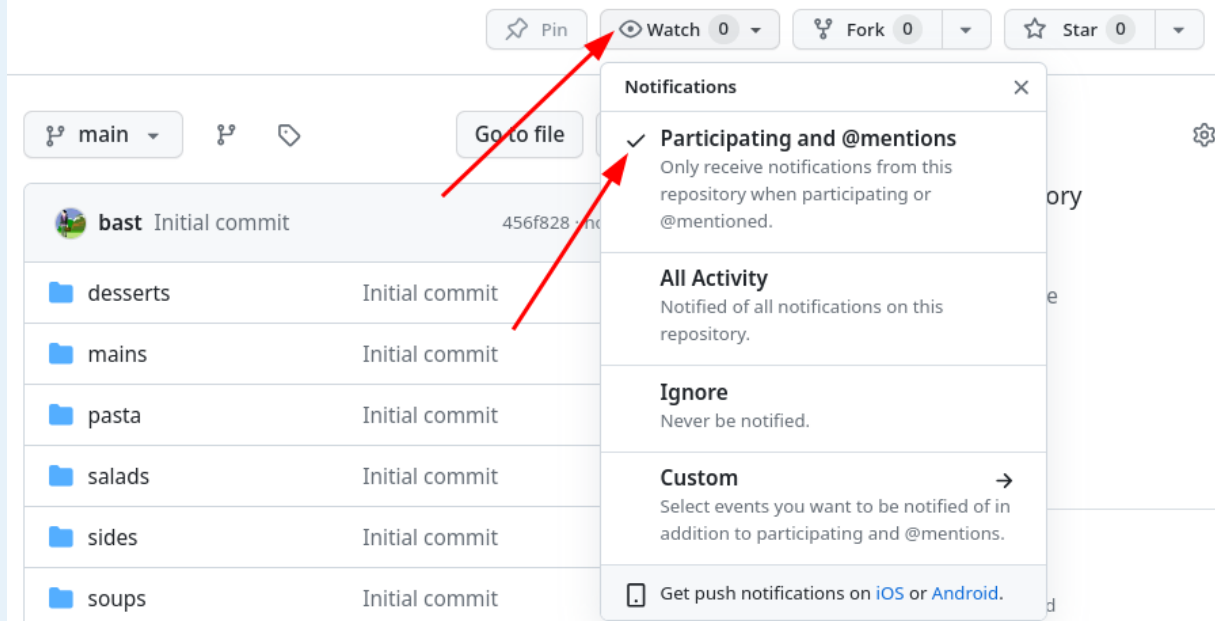 Pin
Watch 0
Fork 0
Star 0
Notifications
main
Go to file
Participating and @mentions
Only receive notifications from this
repository when participating or
@mentioned.
bast Initial commit
456f828
All Activity
Notified of all notifications on this
repository.
desserts Initial commit
mains Initial commit
Ignore
Never be notified.
pasta Initial commit
salads Initial commit
Custom
Select events you want to be notified of in
addition to participating and @mentions.
sides Initial commit
soups Initial commit
Get push notifications on iOS or Android.